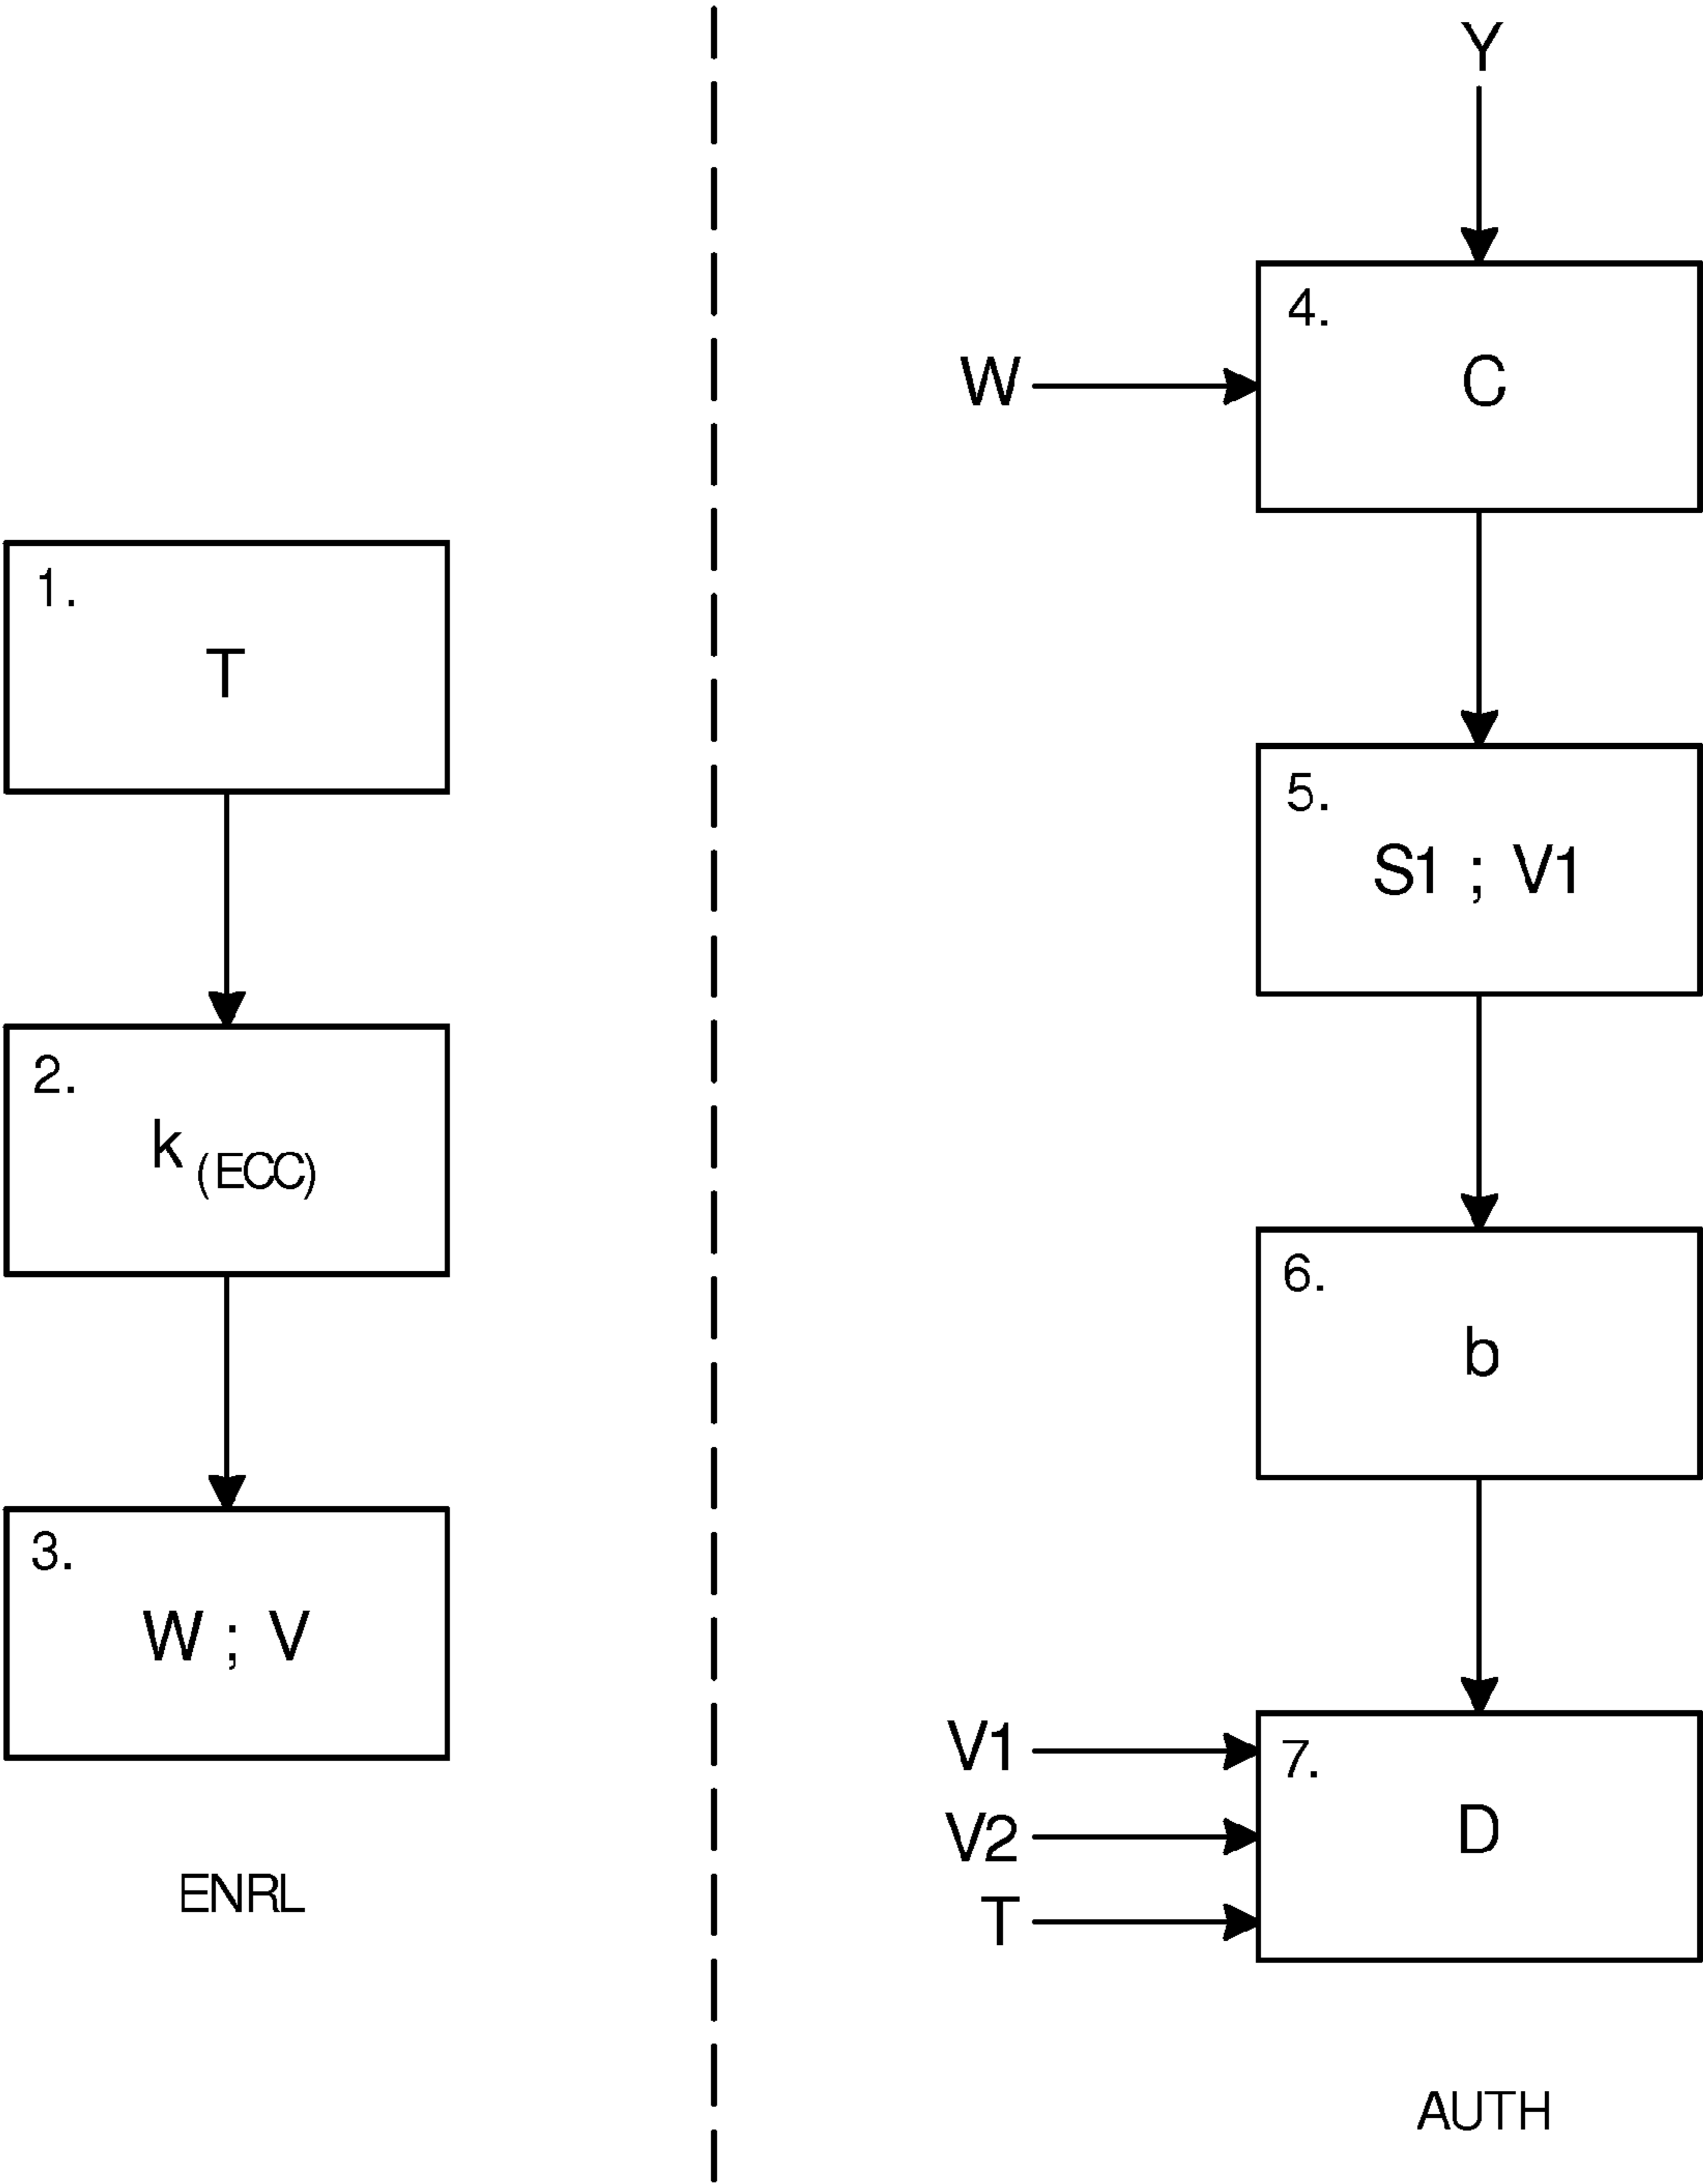 1.
T
2.
k (ECC)
3.
W ; V
ENRL
Y
4.
W
C
5.
S1 ; V1
6.
b
7.
V1
V2
D
T
AUTH